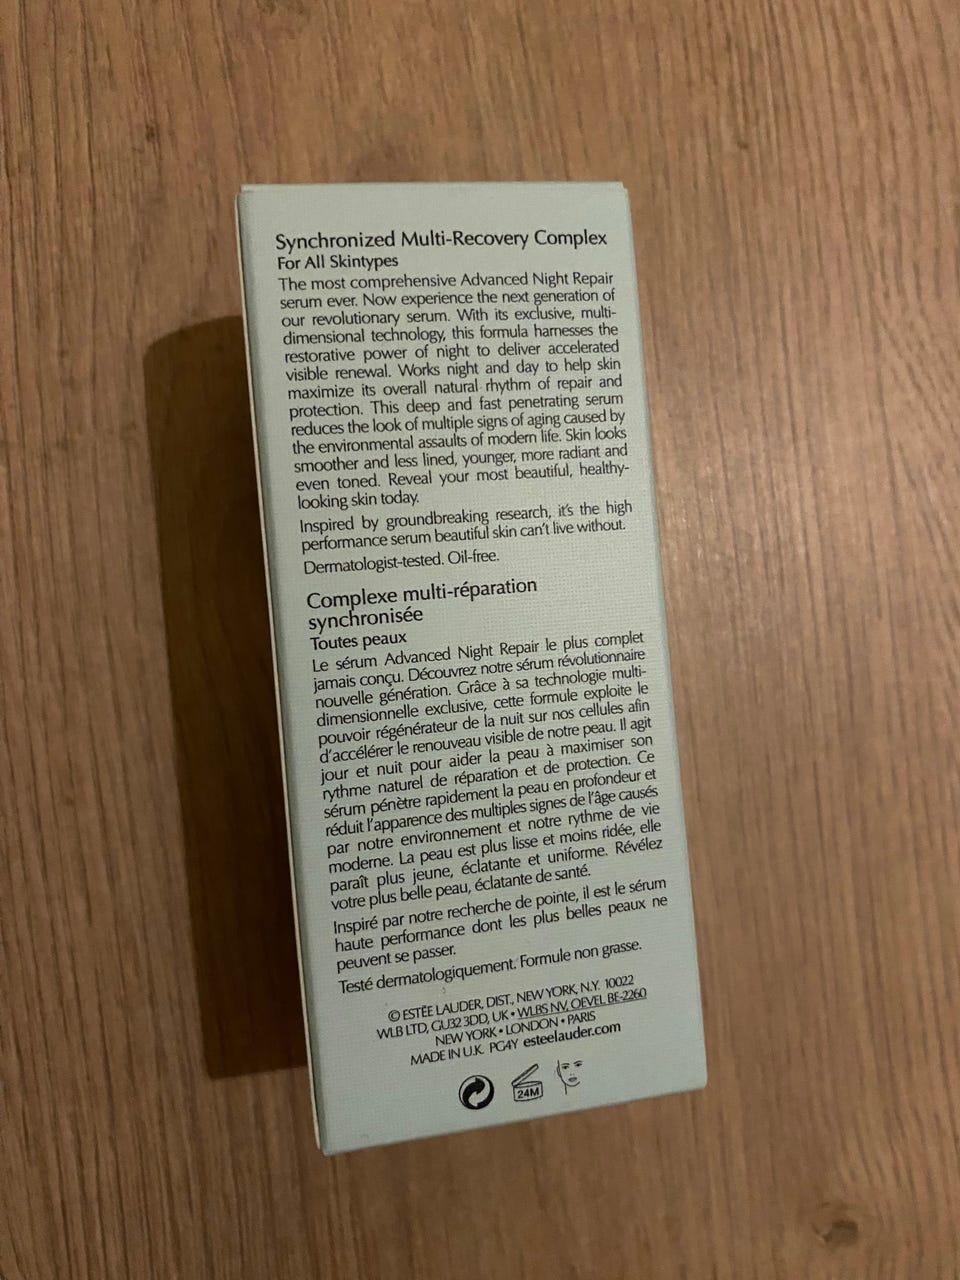 Synchronized Multi-Recovery Complex
For All Skintypes
The most comprehensive Advanced Night Repair
serum ever. Now experience the next generation of
our revolutionary serum. With its exclusive, multi-
dimensional technology, this formula harnesses the
restorative power of night to deliver accelerated
visible renewal. Works night and day to help skin
maximize its overall natural rhythm of repair and
protection. This deep and fast penetrating serum
reduces the look of multiple signs of aging caused by
the environmental assaults of modern life. Skin looks
smoother and less lined, younger, more radiant and
even toned. Reveal your most beautiful, healthy-
looking skin today.
Inspired by groundbreaking research, it's the high
performance serum beautiful skin can't live without.
Dermatologist-tested. Oil-free.
Complexe multi-réparation
synchronisée
Toutes peaux
Le sérum Advanced Night Repair le plus complet
jamais conçu. Découvrez notre sérum révolutionnaire
nouvelle génération. Grâce à sa technologie multi-
dimensionnelle exclusive, cette formule exploite le
pouvoir régénérateur de la nuit sur nos cellules afin
d'accélérer le renouveau visible de notre peau. Il agit
jour et nuit pour aider la peau à maximiser son
rythme naturel de réparation et de protection. Ce
sérum pénètre rapidement la peau en profondeur et
réduit l'apparence des multiples signes de l'âge causés
par notre environnement et notre rythme de vie
moderne. La peau est plus lisse et moins ridée, elle
paraît plus jeune, éclatante et uniforme. Révélez
votre plus belle peau, éclatante de santé.
Inspiré par notre recherche de pointe, il est le sérum
haute performance dont les plus belles peaux ne
peuvent se passer.
Testé dermatologiquement. Formule non grasse.
© ESTĒE LAUDER, DIST., NEW YORK, N.Y. 10022
WLB LTD, GU32 3DD, UK • WLBS NV, OEVEL BE-2260
NEW YORK • LONDON • PARIS
MADE IN U.K. PG4Y esteelauder.com
24M